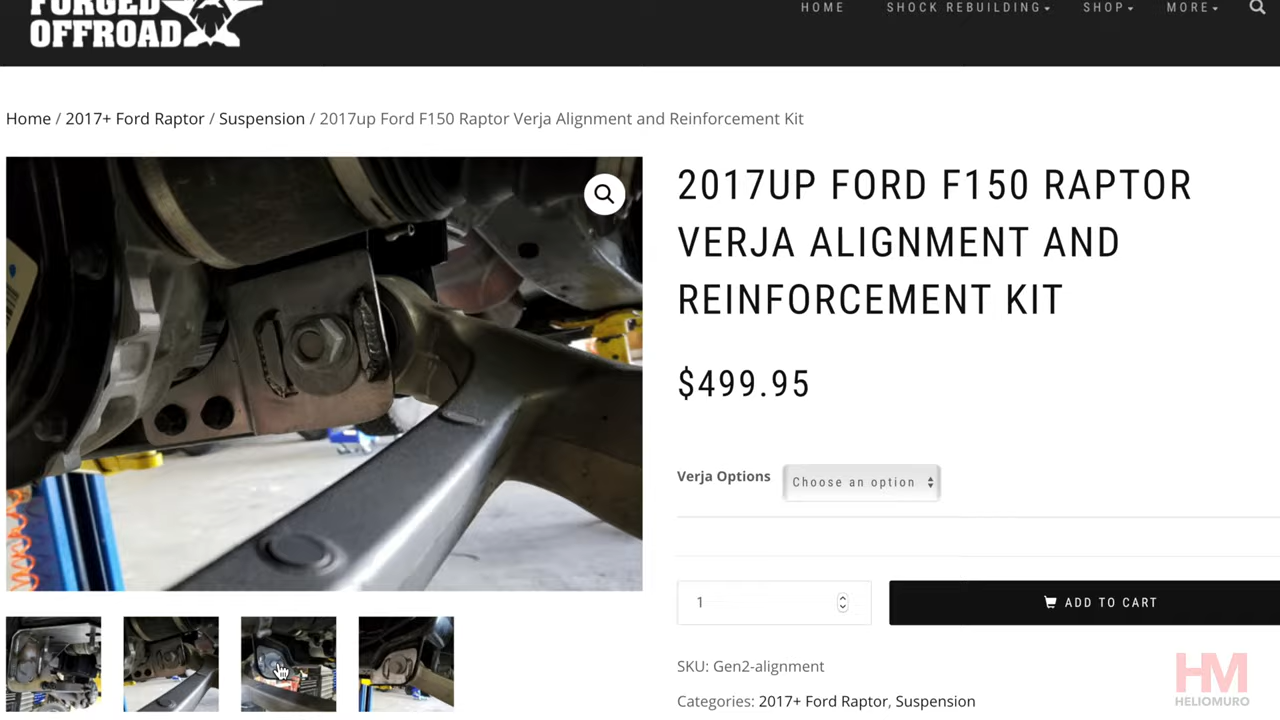 FORGED
OFFROAD
HOME SHOCK REBUILDING SHOP MORE
Home / 2017+ Ford Raptor / Suspension / 2017up Ford F150 Raptor Verja Alignment and Reinforcement Kit
2017UP FORD F150 RAPTOR
VERJA ALIGNMENT AND
REINFORCEMENT KIT
$499.95
Verja Options Choose an option
1 ADD TO CART
SKU: Gen2-alignment
Categories: 2017+ Ford Raptor, Suspension
HM
HELIOMURO